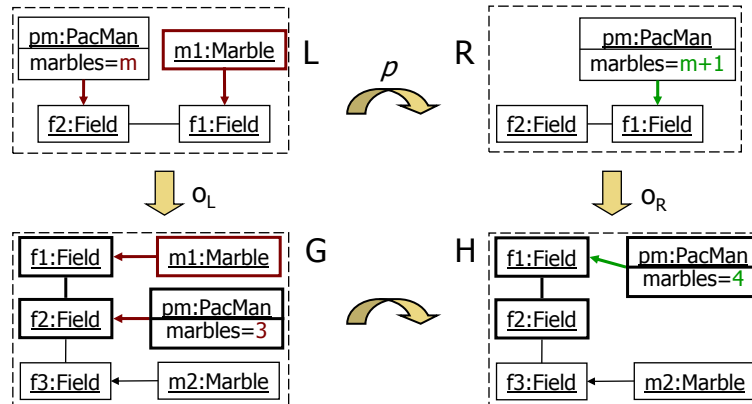 pm:PacMan
marbles=m
m1:Marble
L
f2:Field
f1:Field
p
R
pm:PacMan
marbles=m+1
f2:Field
f1:Field
oL
oR
f1:Field
m1:Marble
G
pm:PacMan
marbles=3
f2:Field
f3:Field
m2:Marble
H
f1:Field
pm:PacMan
marbles=4
f2:Field
f3:Field
m2:Marble